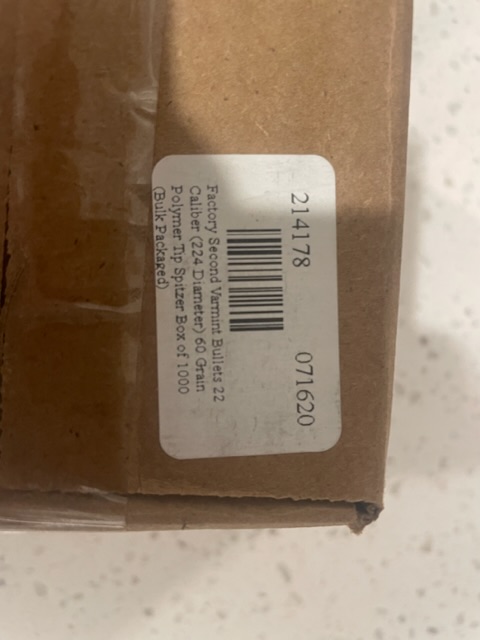 214178 071620
Factory Second Varmint Bullets 22
Caliber (224 Diameter) 60 Grain
Polymer Tip Spitzer Box of 1000
(Bulk Packaged)